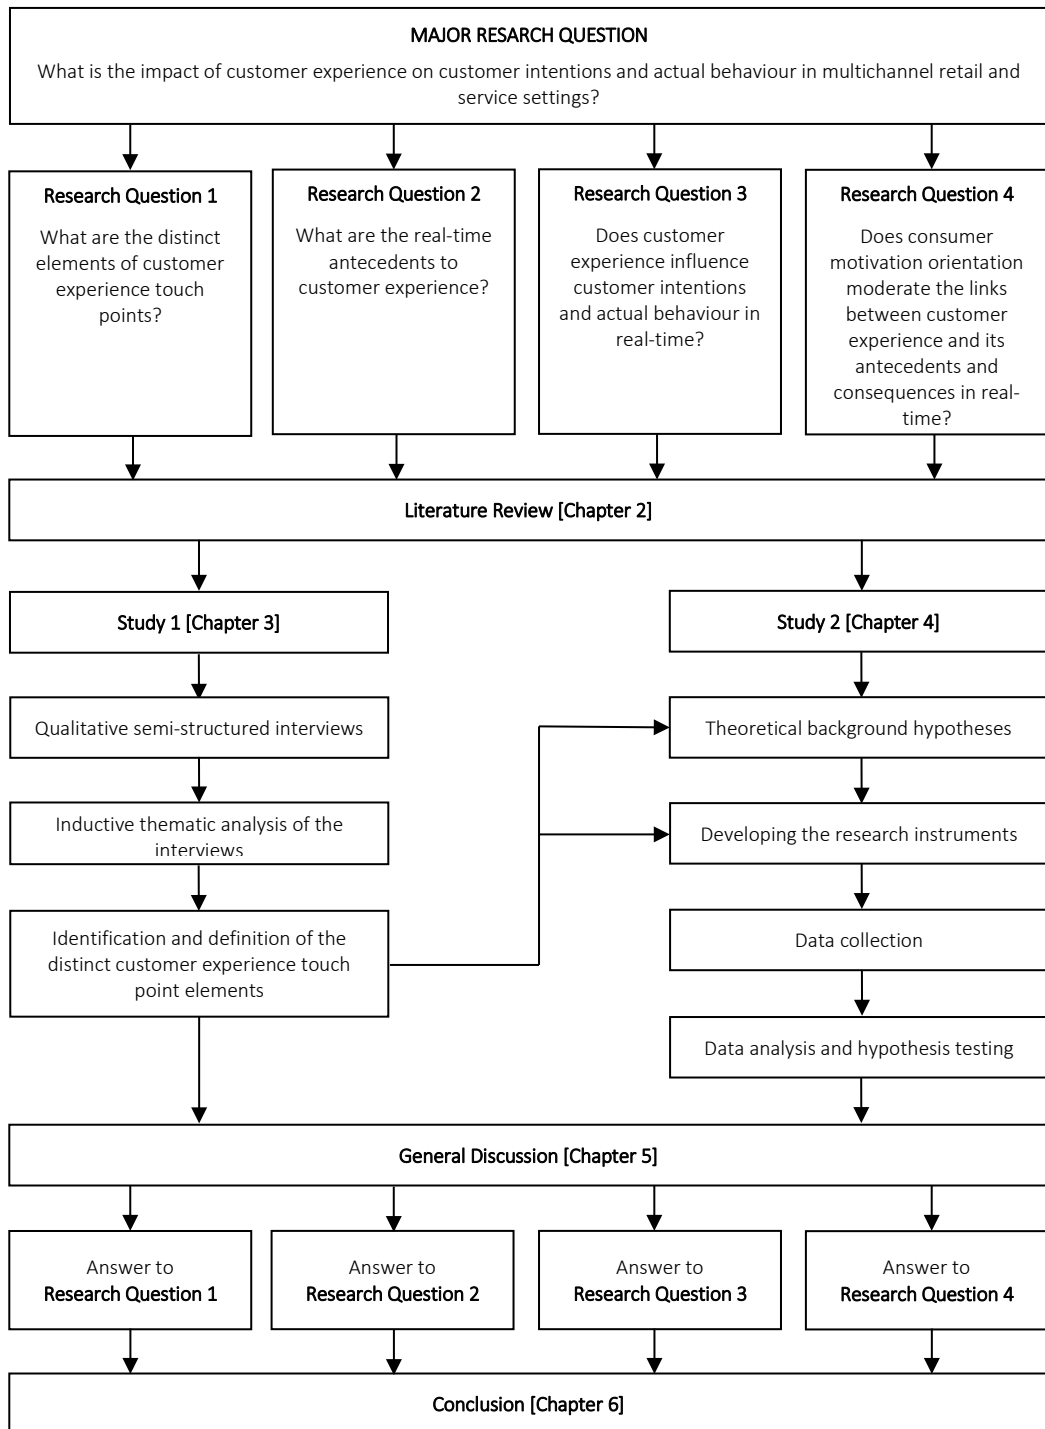 MAJOR RESARCH QUESTION
What is the impact of customer experience on customer intentions and actual behaviour in multichannel retail and
service settings?
Research Question 1
What are the distinct
elements of customer
experience touch
points?
Research Question 2
What are the real-time
antecedents to
customer experience?
Research Question 3
Does customer
experience influence
customer intentions
and actual behaviour in
real-time?
Research Question 4
Does consumer
motivation orientation
moderate the links
between customer
experience and its
antecedents and
consequences in real-
time?
Literature Review [Chapter 2]
Study 1 [Chapter 3]
Qualitative semi-structured interviews
Inductive thematic analysis of the
interviews
Identification and definition of the
distinct customer experience touch
point elements
Study 2 [Chapter 4]
Theoretical background hypotheses
Developing the research instruments
Data collection
Data analysis and hypothesis testing
General Discussion [Chapter 5]
Answer to
Research Question 1
Answer to
Research Question 2
Answer to
Research Question 3
Answer to
Research Question 4
Conclusion [Chapter 6]